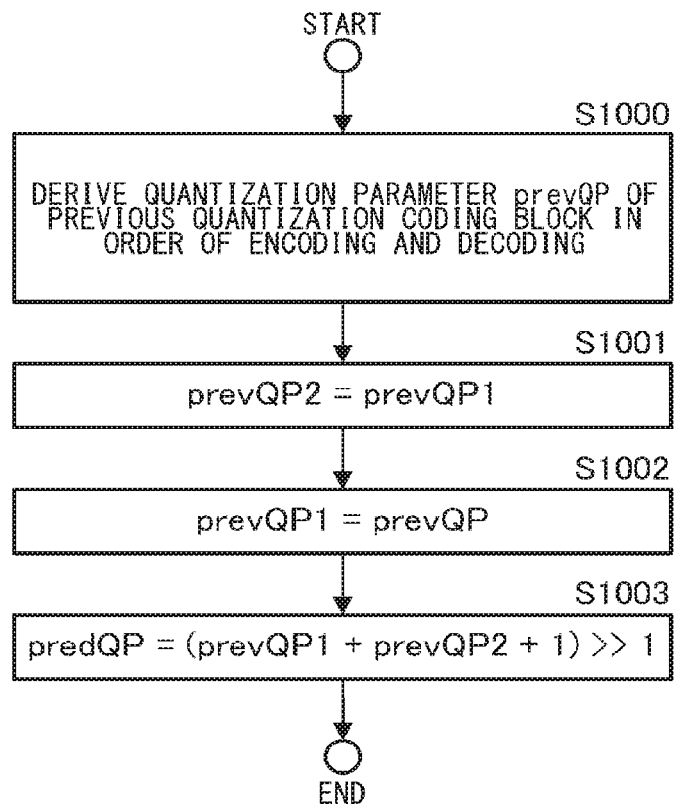 START
S1000
DERIVE QUANTIZATION PARAMETER prevQP OF
PREVIOUS QUANTIZATION CODING BLOCK IN
ORDER OF ENCODING AND DECODING
S1001
prevQP2 = prevQP1
S1002
prevQP1 = prevQP
S1003
predQP = (prevQP1 + prevQP2 + 1) >> 1
END